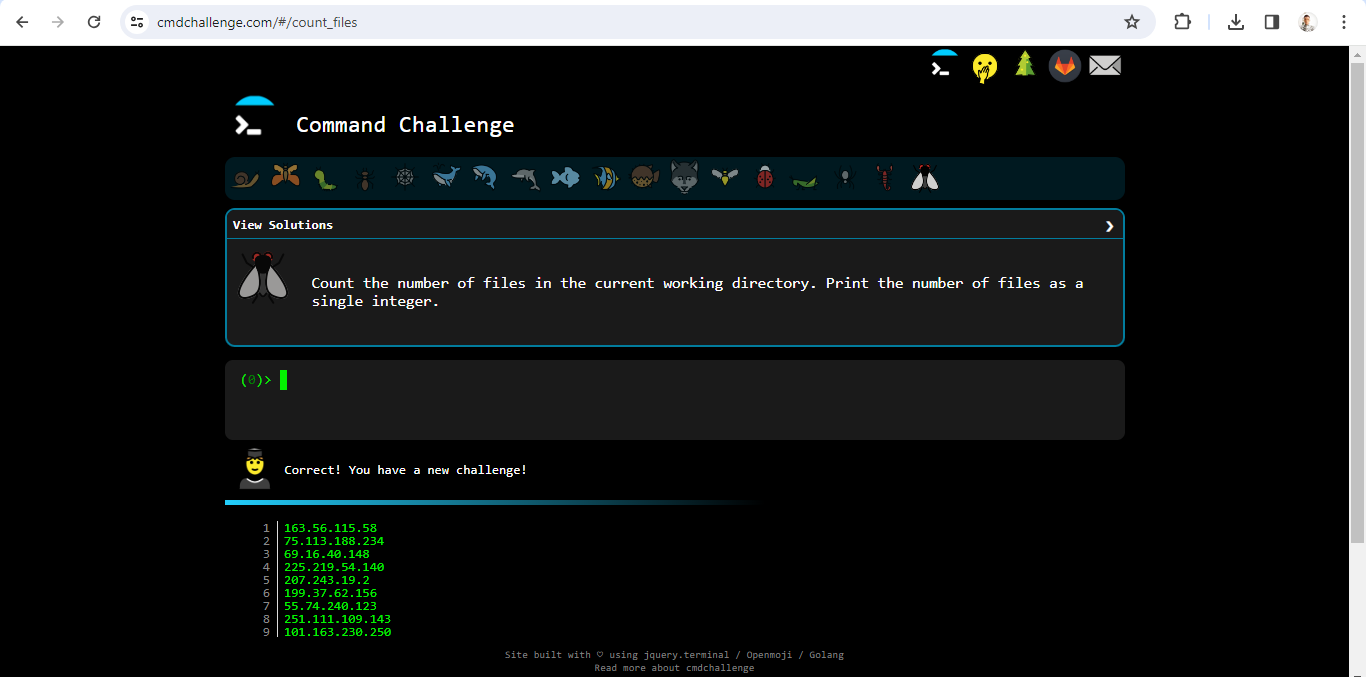 cmdchallenge.com/#/count_files
Command Challenge
View Solutions
Count the number of files in the current working directory. Print the number of files as a
single integer.
(0)>
Correct! You have a new challenge!
1 163.56.115.58
2 75.113.188.234
3 69.16.40.148
4 225.219.54.140
5 207.243.19.2
6 199.37.62.156
7 55.74.240.123
8 251.111.109.143
9 101.163.230.250
Site built with ♡ using jquery.terminal / Openmoji / Golang
Read more about cmdchallenge